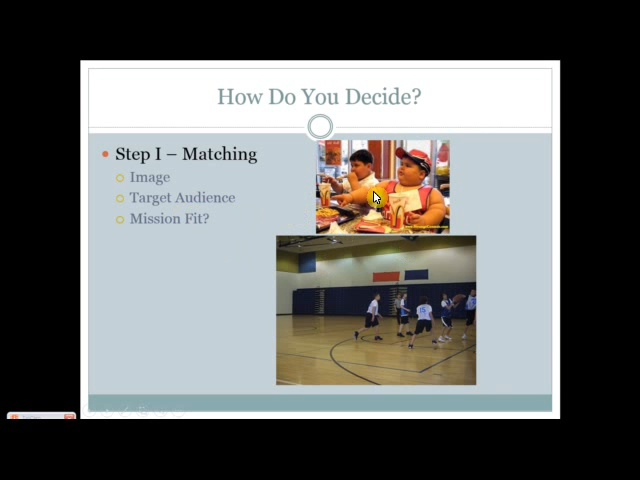 How Do You Decide?
Step I – Matching
Image
Target Audience
Mission Fit?